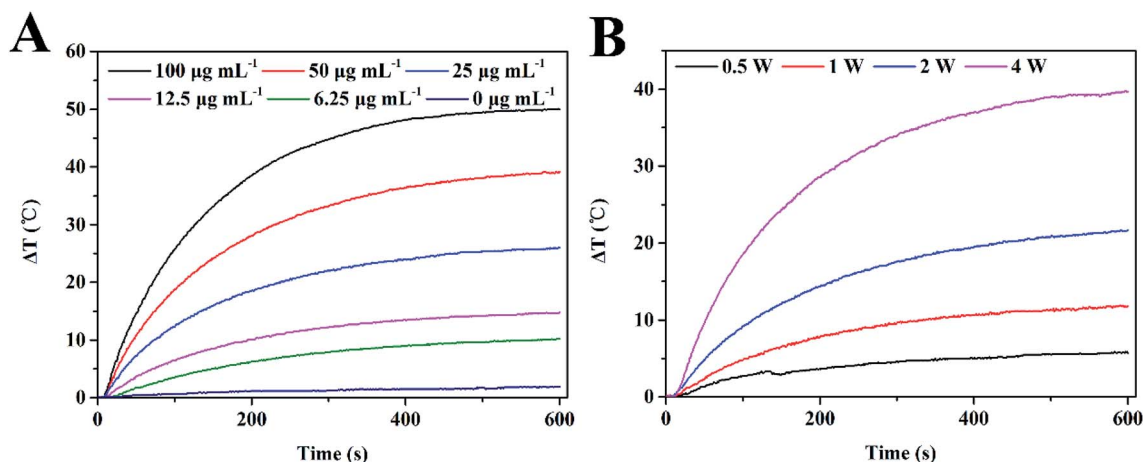 A
60
50
40
30
20
10
0
ΔT (℃)
100 μg mL⁻¹ 50 μg mL⁻¹ 25 μg mL⁻¹
12.5 μg mL⁻¹ 6.25 μg mL⁻¹ 0 μg mL⁻¹
0 200 400 600
Time (s)
B
40
30
20
10
0
ΔT (℃)
0.5 W 1 W 2 W 4 W
0 200 400 600
Time (s)